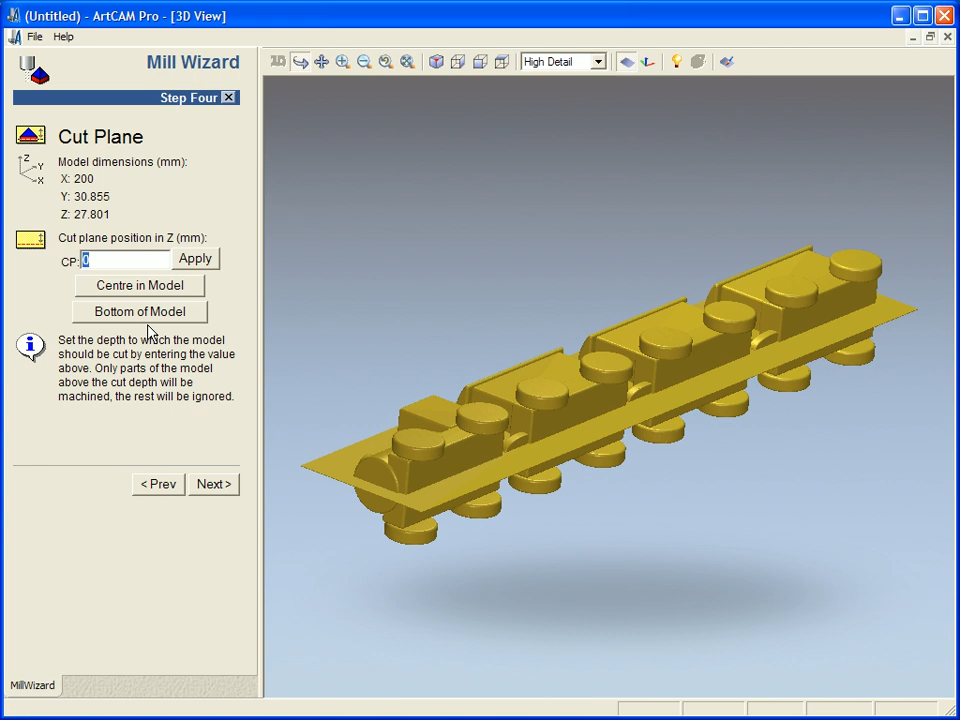 (Untitled) - ArtCAM Pro - [3D View]
File Help
Mill Wizard
2D
High Detail
Step Four
Cut Plane
Model dimensions (mm):
X: 200
Y: 30.855
Z: 27.801
Z
Y
X
Cut plane position in Z (mm):
CP: 0
Apply
Centre in Model
Bottom of Model
Set the depth to which the model
should be cut by entering the value
above. Only parts of the model
above the cut depth will be
machined, the rest will be ignored.
< Prev
Next >
MillWizard